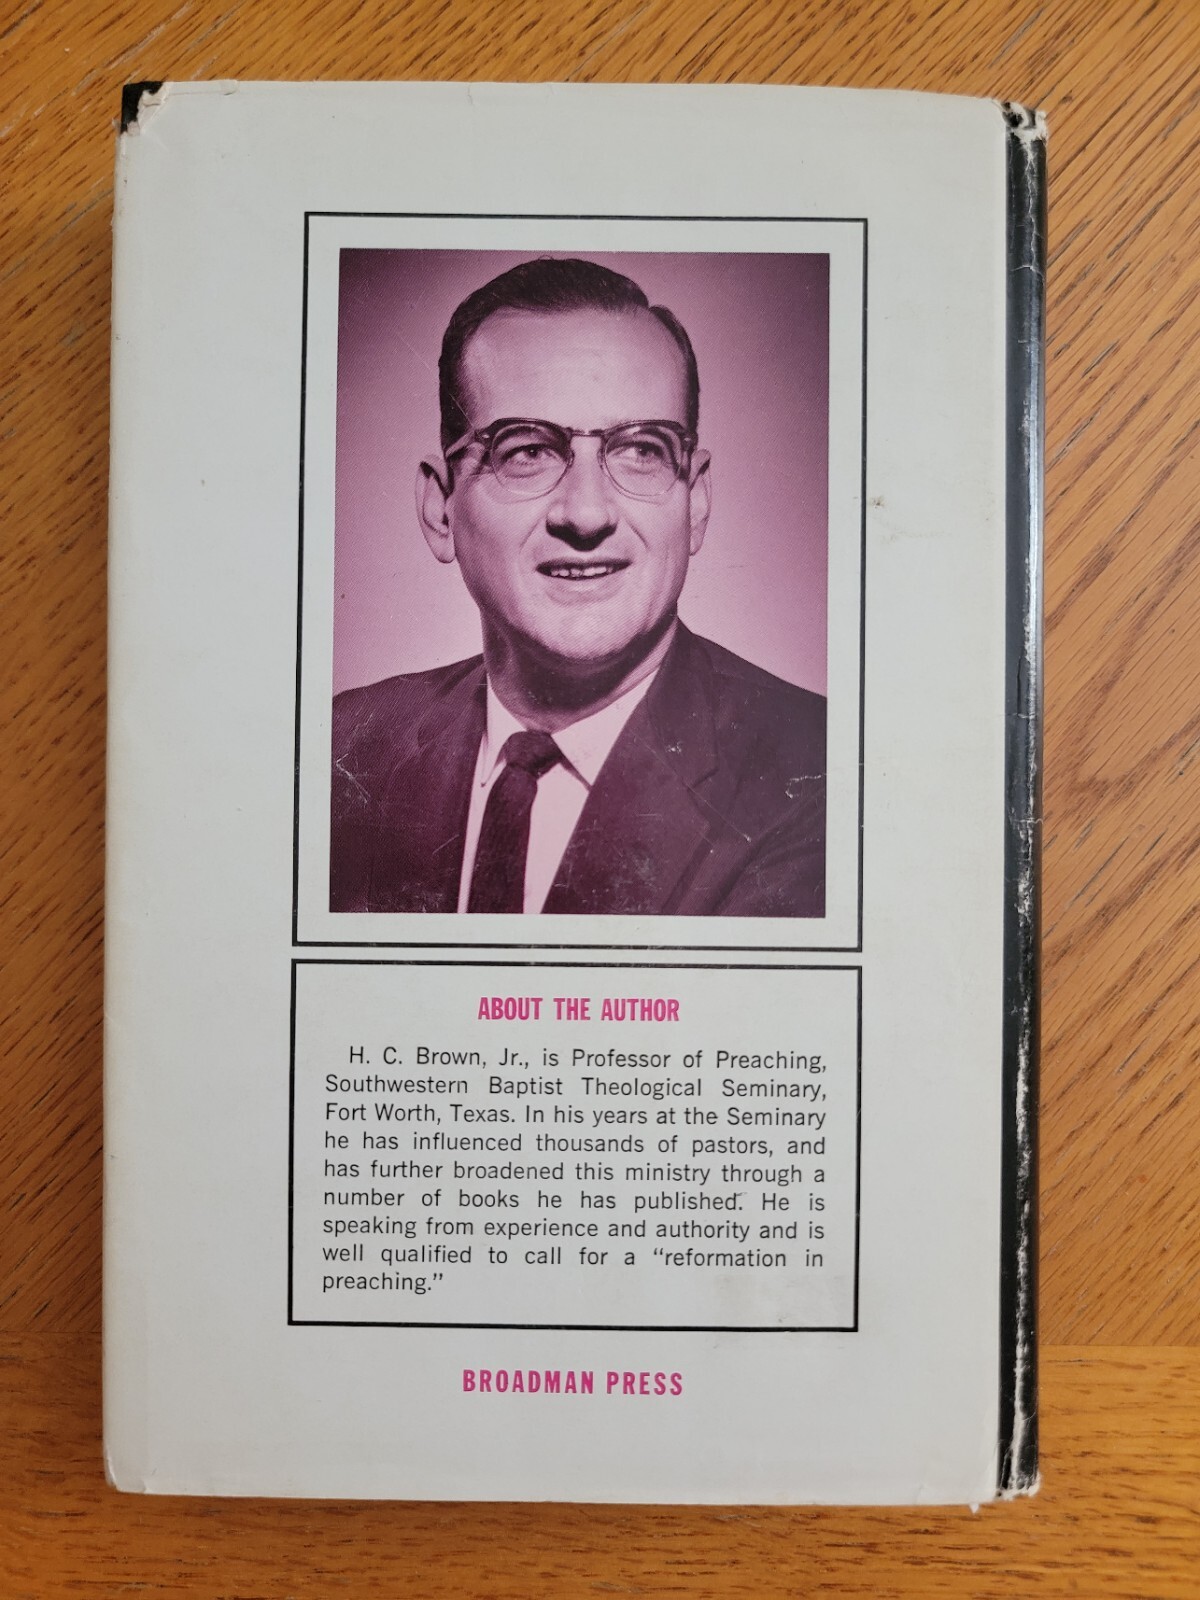 ABOUT THE AUTHOR
H. C. Brown, Jr., is Professor of Preaching,
Southwestern Baptist Theological Seminary,
Fort Worth, Texas. In his years at the Seminary
he has influenced thousands of pastors, and
has further broadened this ministry through a
number of books he has published. He is
speaking from experience and authority and is
well qualified to call for a “reformation in
preaching.”
BROADMAN PRESS